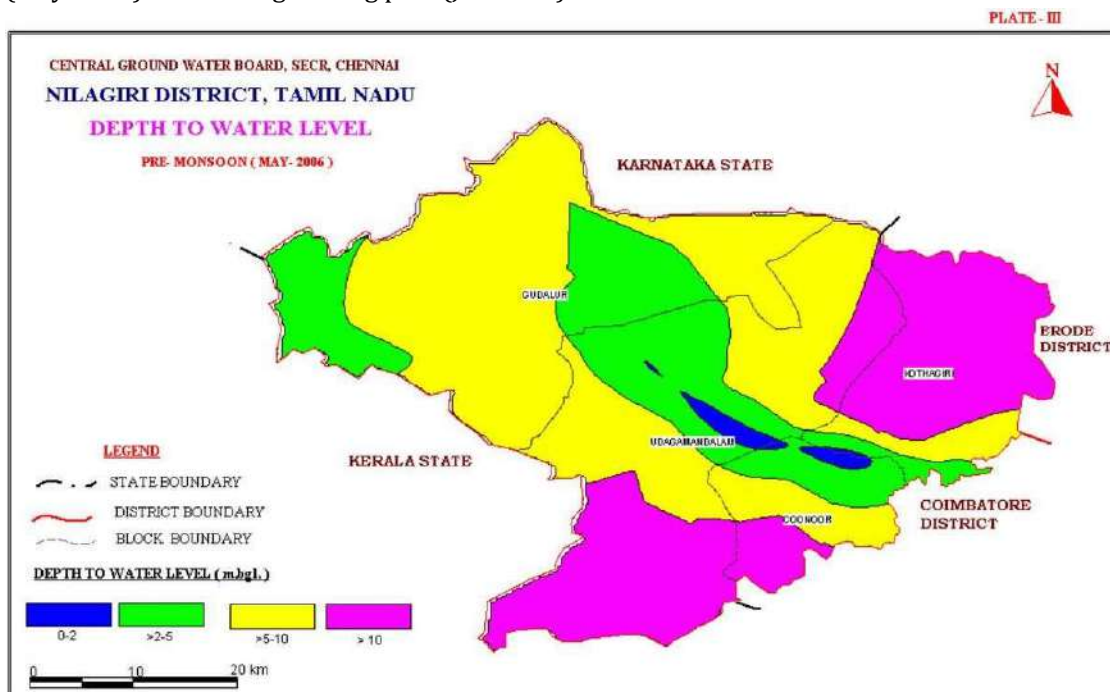 PLATE - III
CENTRAL GROUND WATER BOARD, SECR, CHENNAI
NILAGIRI DISTRICT, TAMIL NADU
DEPTH TO WATER LEVEL
PRE- MONSOON ( MAY- 2006 )
N
KARNATAKA STATE
GUDALUR
ERODE
DISTRICT
KOTHAGIRI
UDAGAMANDALAM
KERALA STATE
COIMBATORE
DISTRICT
COONOOR
LEGEND
STATE BOUNDARY
DISTRICT BOUNDARY
BLOCK BOUNDARY
DEPTH TO WATER LEVEL ( m.bgl. )
0-2 >2-5 >5-10 > 10
0 10 20 km